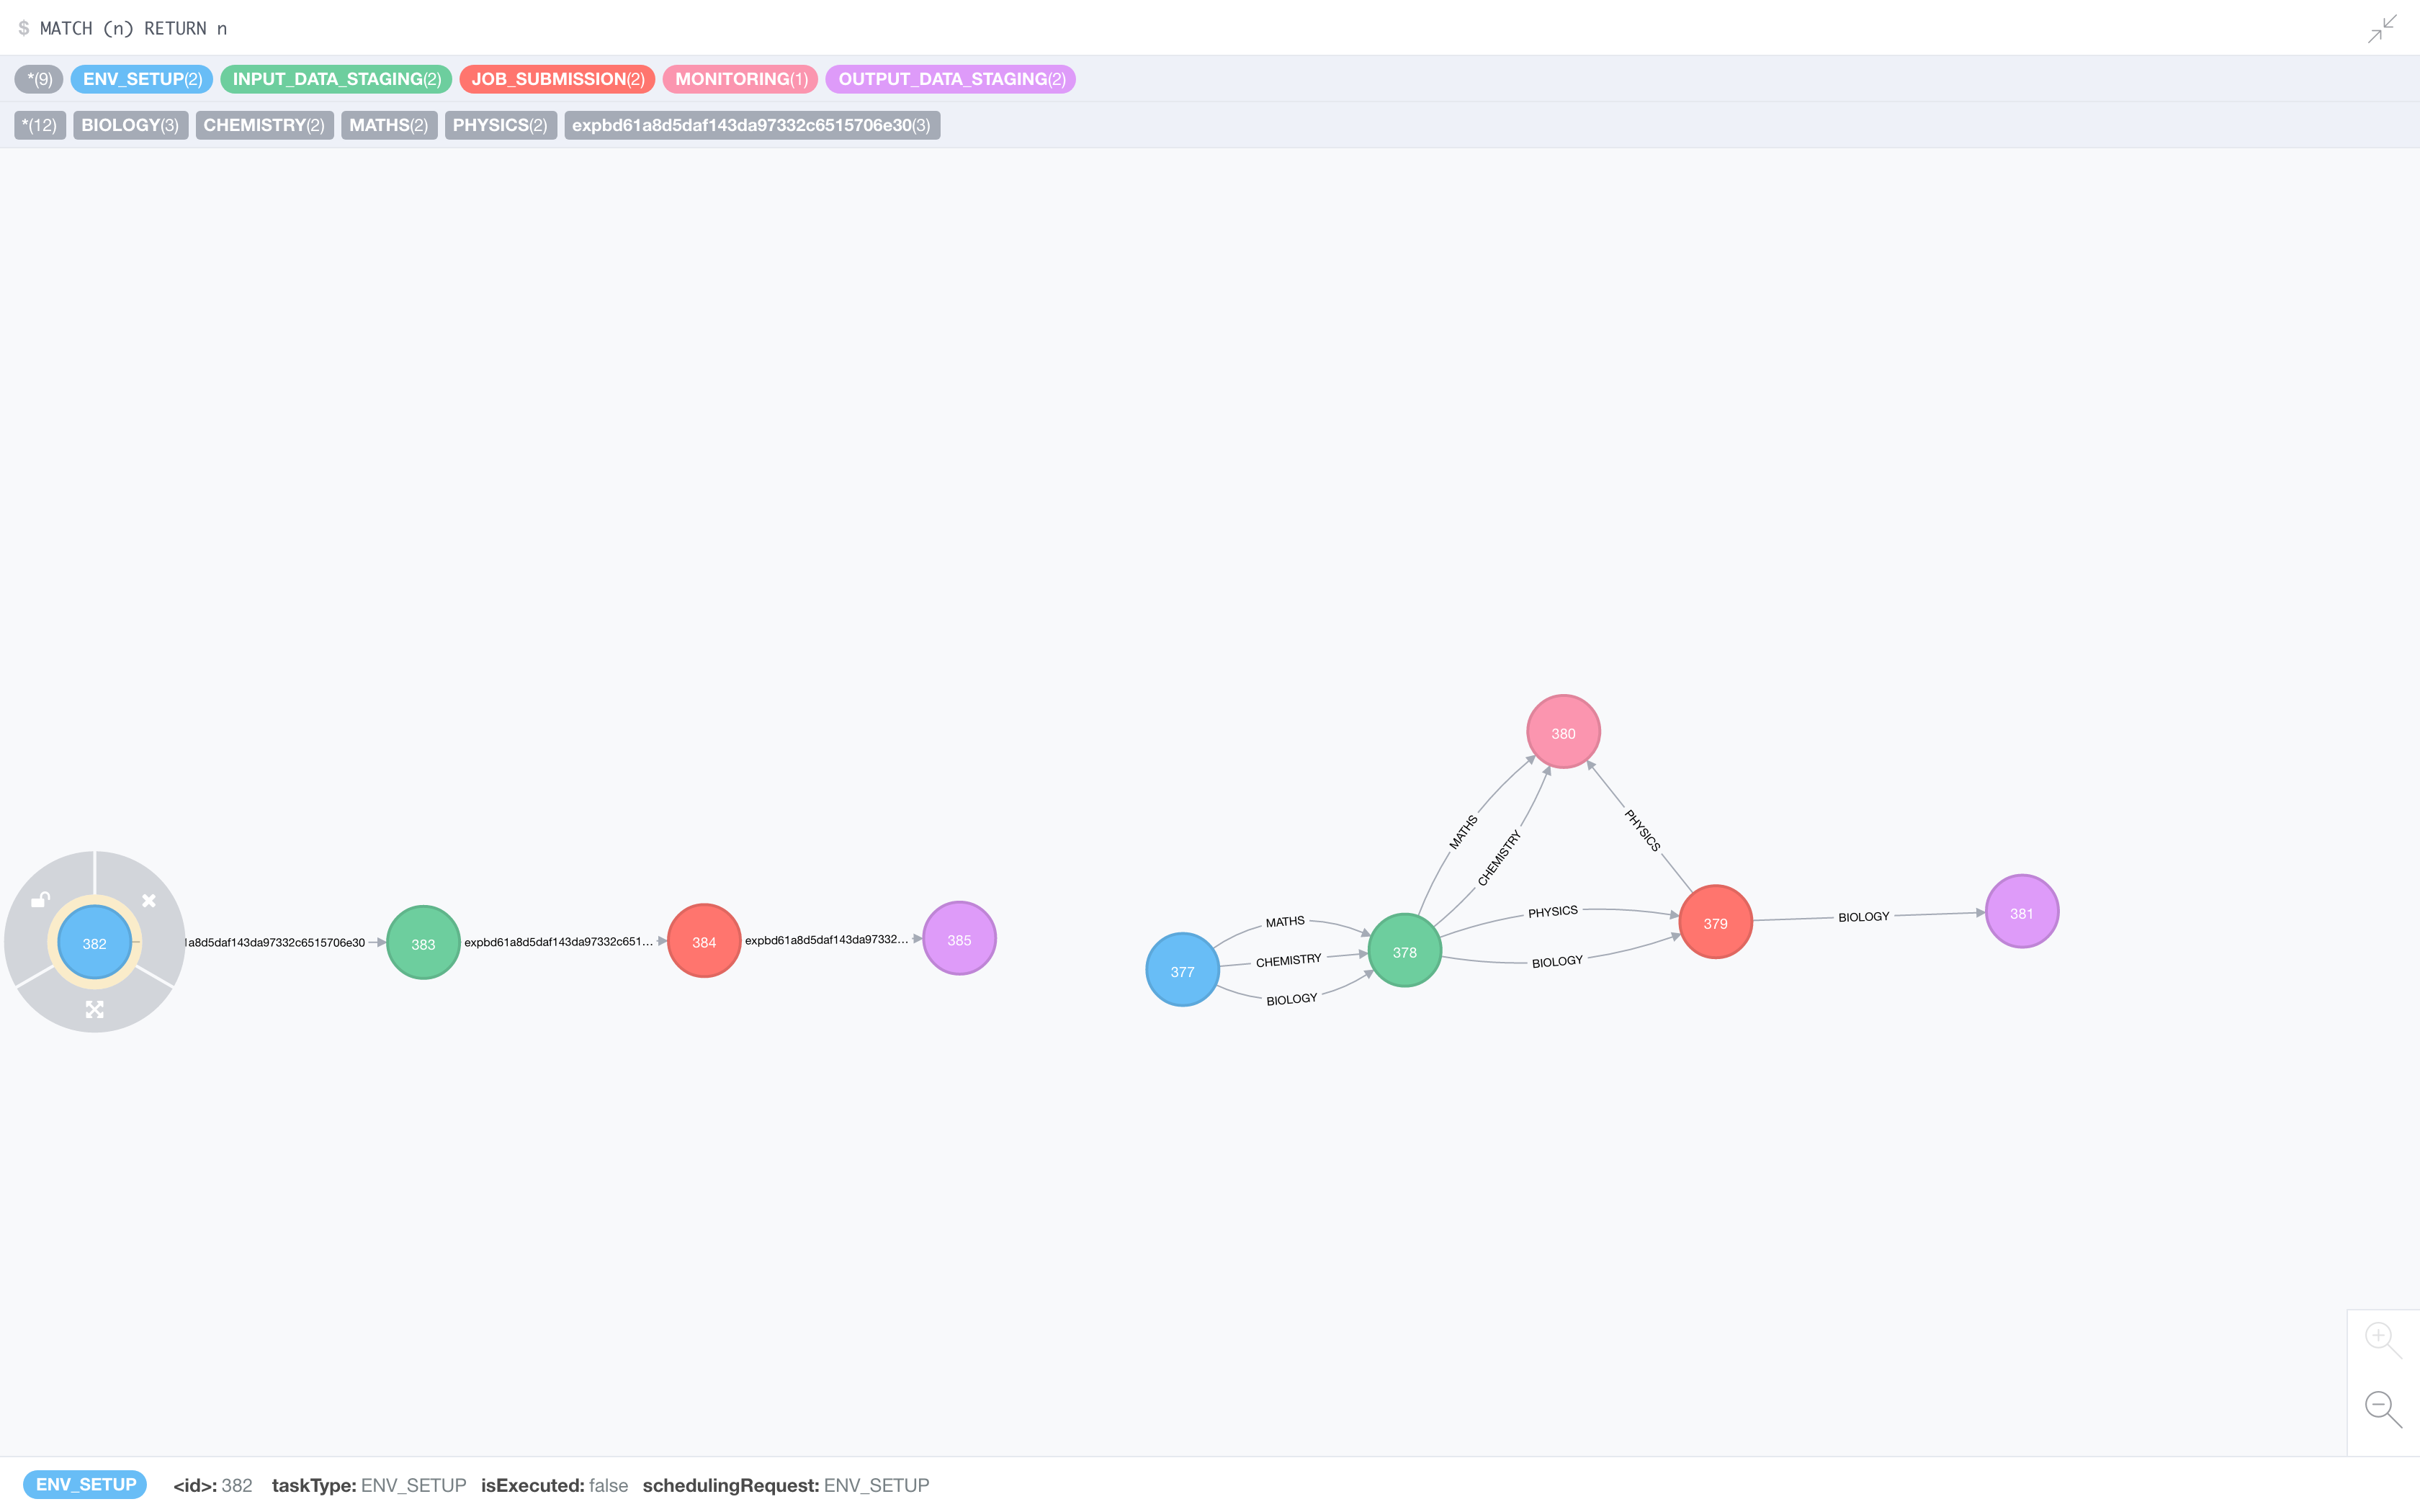 $ MATCH (n) RETURN n
*(9) ENV_SETUP(2) INPUT_DATA_STAGING(2) JOB_SUBMISSION(2) MONITORING(1) OUTPUT_DATA_STAGING(2)
*(12) BIOLOGY(3) CHEMISTRY(2) MATHS(2) PHYSICS(2) expbd61a8d5daf143da97332c6515706e30(3)
380
MATHS
CHEMISTRY
PHYSICS
382
1a8d5daf143da97332c6515706e30
383
expbd61a8d5daf143da97332c651...
384
expbd61a8d5daf143da97332...
385
377
MATHS
CHEMISTRY
BIOLOGY
378
PHYSICS
BIOLOGY
379
BIOLOGY
381
ENV_SETUP <id>: 382 taskType: ENV_SETUP isExecuted: false schedulingRequest: ENV_SETUP